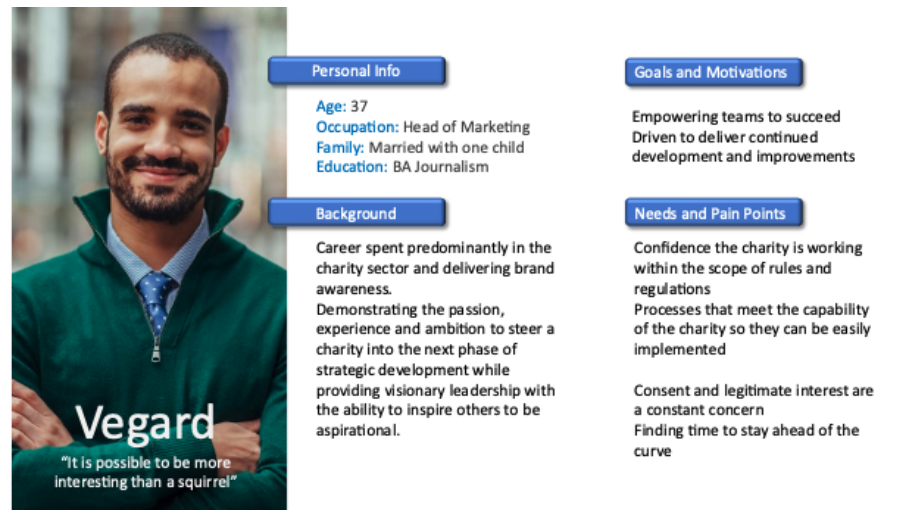 Vegard
“It is possible to be more
interesting than a squirrel”
Personal Info
Age: 37
Occupation: Head of Marketing
Family: Married with one child
Education: BA Journalism
Background
Career spent predominantly in the
charity sector and delivering brand
awareness.
Demonstrating the passion,
experience and ambition to steer a
charity into the next phase of
strategic development while
providing visionary leadership with
the ability to inspire others to be
aspirational.
Goals and Motivations
Empowering teams to succeed
Driven to deliver continued
development and improvements
Needs and Pain Points
Confidence the charity is working
within the scope of rules and
regulations
Processes that meet the capability
of the charity so they can be easily
implemented
Consent and legitimate interest are
a constant concern
Finding time to stay ahead of the
curve